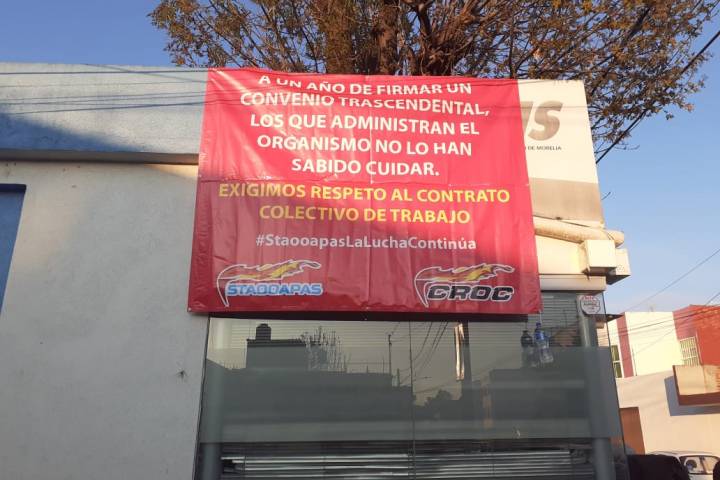 A UN AÑO DE FIRMAR UN
CONVENIO TRASCENDENTAL,
LOS QUE ADMINISTRAN EL
ORGANISMO NO LO HAN
SABIDO CUIDAR.
EXIGIMOS RESPETO AL CONTRATO
COLECTIVO DE TRABAJO
#StaooapasLaLuchaContinúa
STAOOAPAS
CROC
S
DE MORELIA